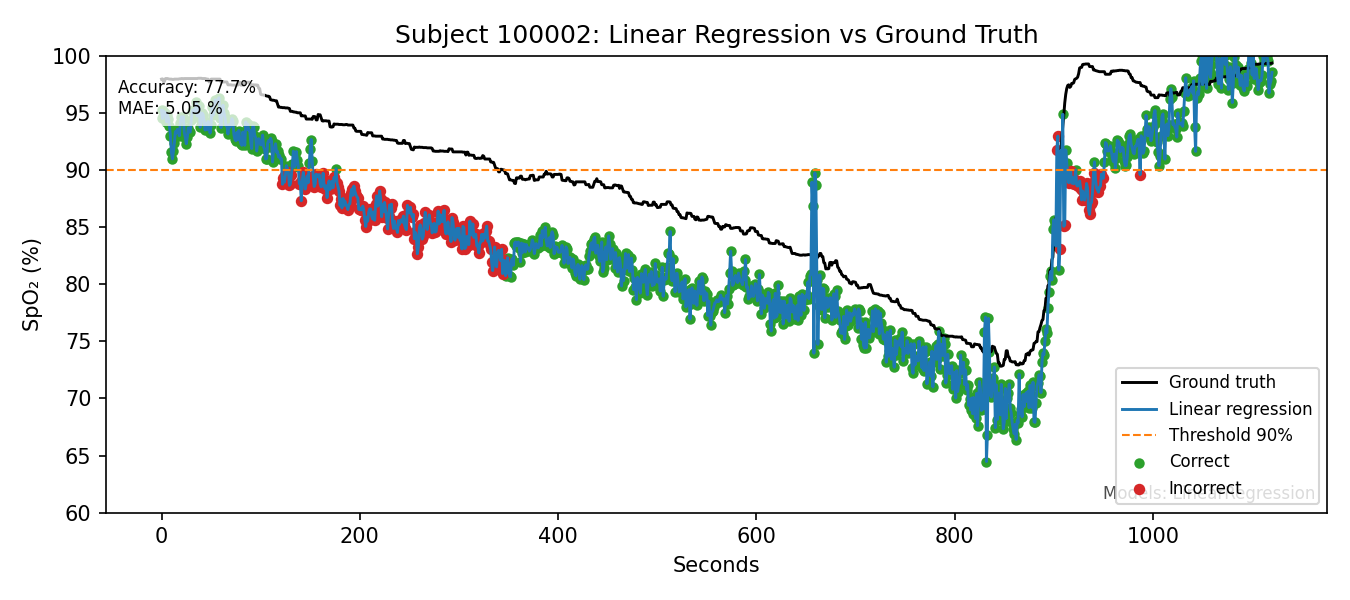 Subject 100002: Linear Regression vs Ground Truth
Accuracy: 77.7%
MAE: 5.05 %
SpO₂ (%)
100
95
90
85
80
75
70
65
60
Ground truth
Linear regression
Threshold 90%
Correct
Incorrect
Models: LinearRegression
0
200
400
600
800
1000
Seconds